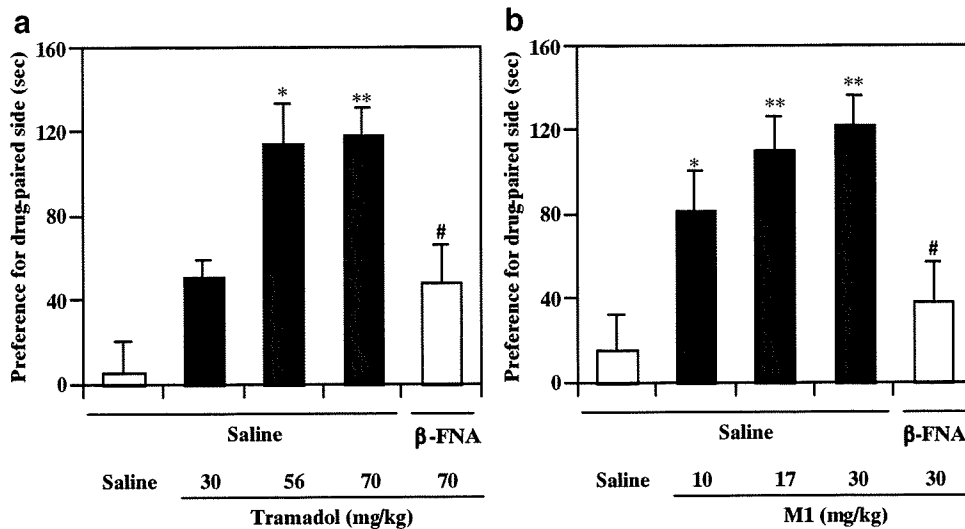 a
Preference for drug-paired side (sec)
160
120
80
40
0
*
**
#
Saline
β-FNA
Saline 30 56 70 70
Tramadol (mg/kg)
b
Preference for drug-paired side (sec)
160
120
80
40
0
*
**
**
#
Saline
β-FNA
Saline 10 17 30 30
M1 (mg/kg)